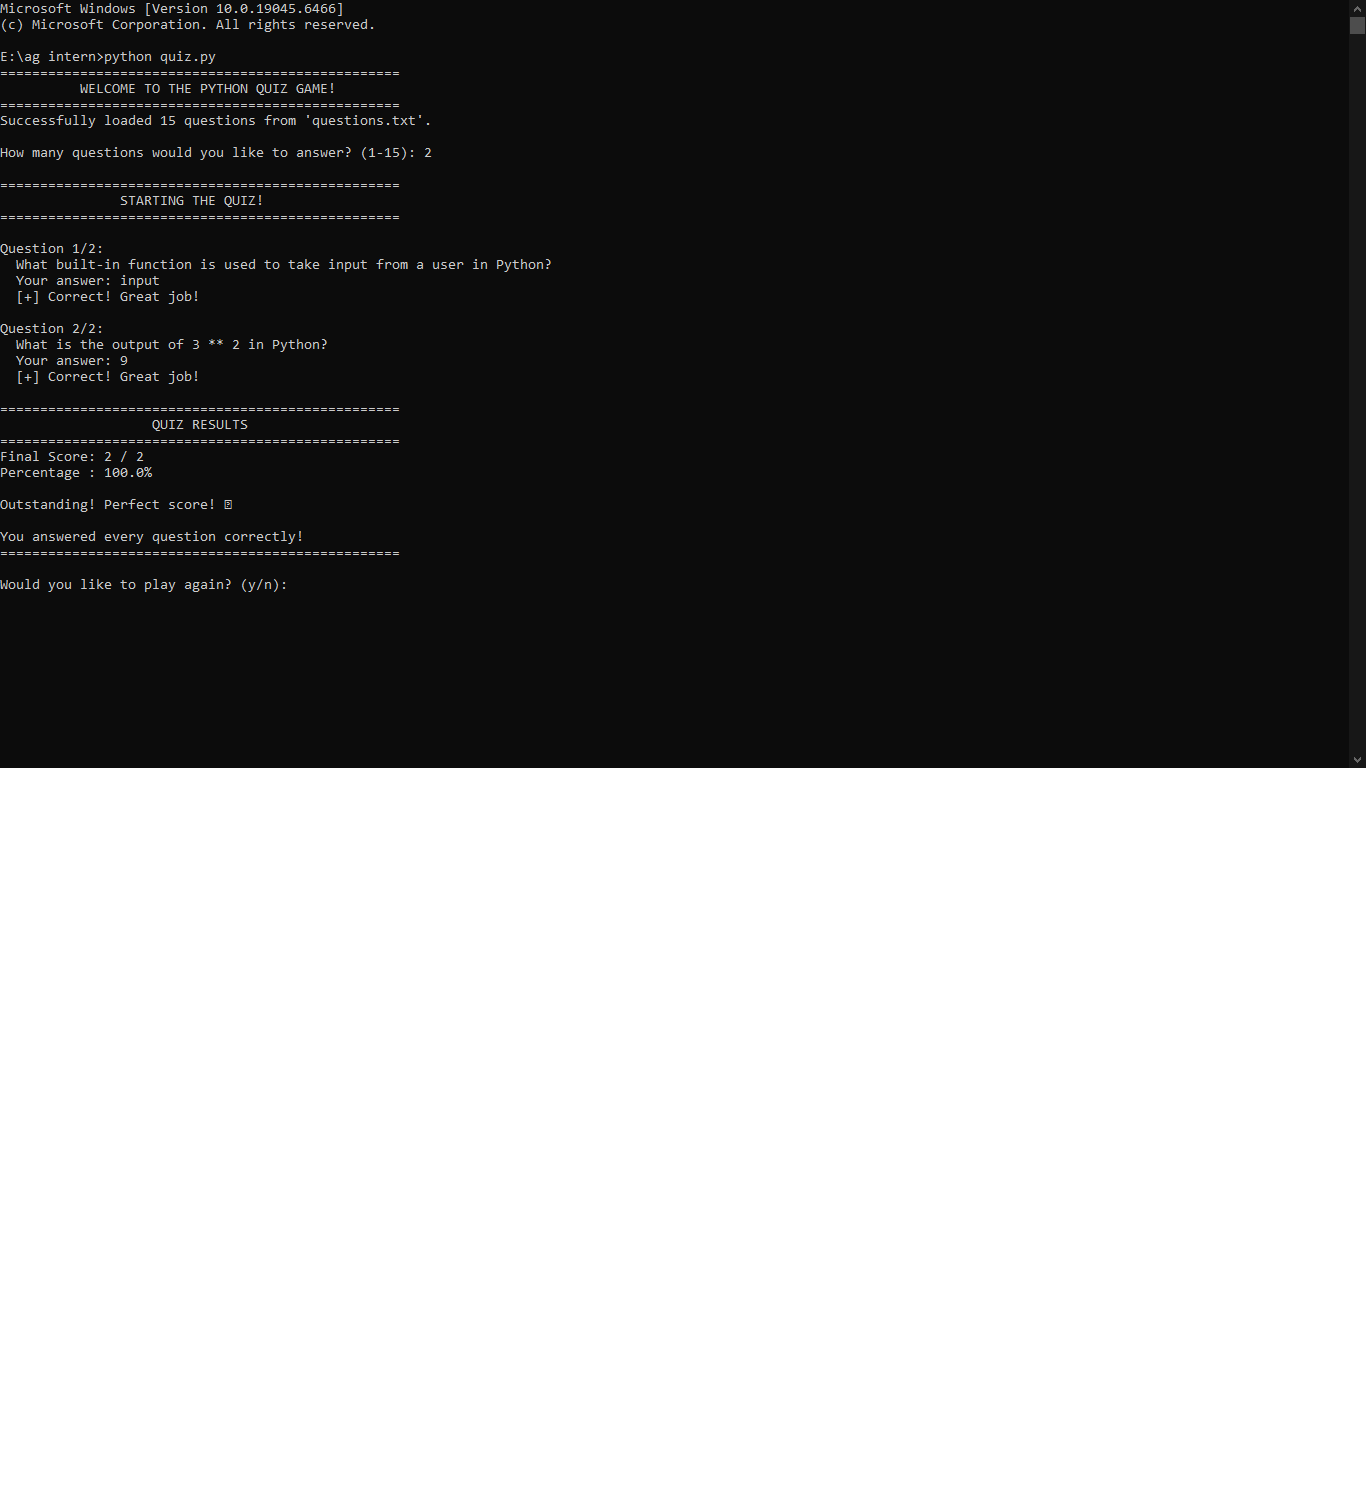 Microsoft Windows [Version 10.0.19045.6466]
(c) Microsoft Corporation. All rights reserved.
E:\ag intern>python quiz.py
==================================================
WELCOME TO THE PYTHON QUIZ GAME!
==================================================
Successfully loaded 15 questions from 'questions.txt'.
How many questions would you like to answer? (1-15): 2
==================================================
STARTING THE QUIZ!
==================================================
Question 1/2:
What built-in function is used to take input from a user in Python?
Your answer: input
[+] Correct! Great job!
Question 2/2:
What is the output of 3 ** 2 in Python?
Your answer: 9
[+] Correct! Great job!
==================================================
QUIZ RESULTS
==================================================
Final Score: 2 / 2
Percentage : 100.0%
Outstanding! Perfect score!
You answered every question correctly!
==================================================
Would you like to play again? (y/n):